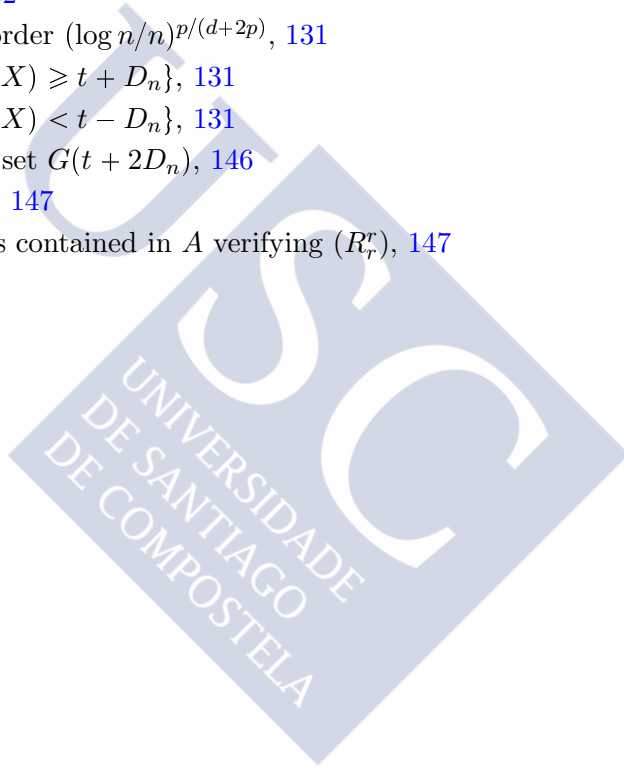 order (log n/n)^{p/(d+2p)}, 131
X) ⩾ t + D_n}, 131
X) < t − D_n}, 131
set G(t + 2D_n), 146
147
s contained in A verifying (R_r^r), 147
USC
UNIVERSIDADE
DE SANTIAGO
DE COMPOSTELA